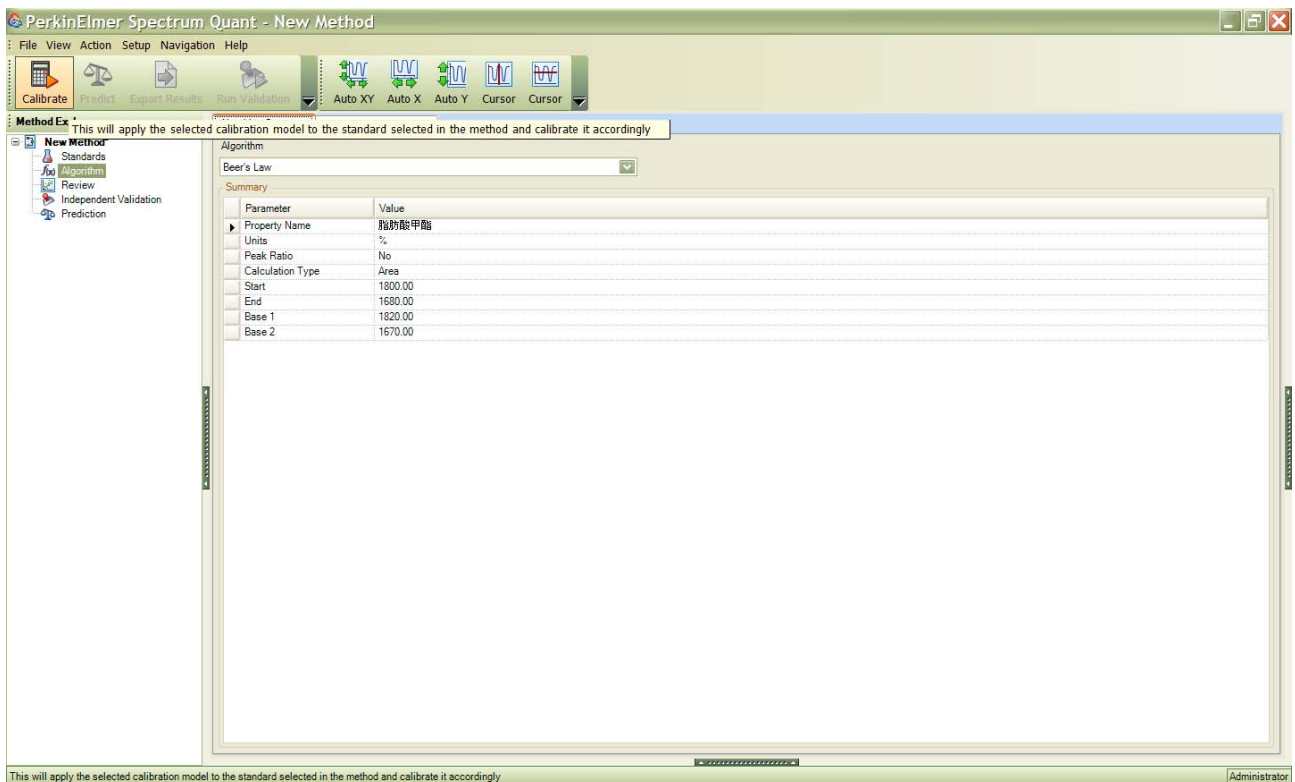 PerkinElmer Spectrum Quant - New Method
File View Action Setup Navigation Help
Calibrate Predict Export Results Run Validation Auto XY Auto X Auto Y Cursor Cursor
Method Ex
This will apply the selected calibration model to the standard selected in the method and calibrate it accordingly
New Method*
Standards
f(x) Algorithm
Review
Independent Validation
Prediction
Algorithm
Beer's Law
Summary
Parameter Value
Property Name 脂肪酸甲酯
Units %
Peak Ratio No
Calculation Type Area
Start 1800.00
End 1680.00
Base 1 1820.00
Base 2 1670.00
This will apply the selected calibration model to the standard selected in the method and calibrate it accordingly Administrator